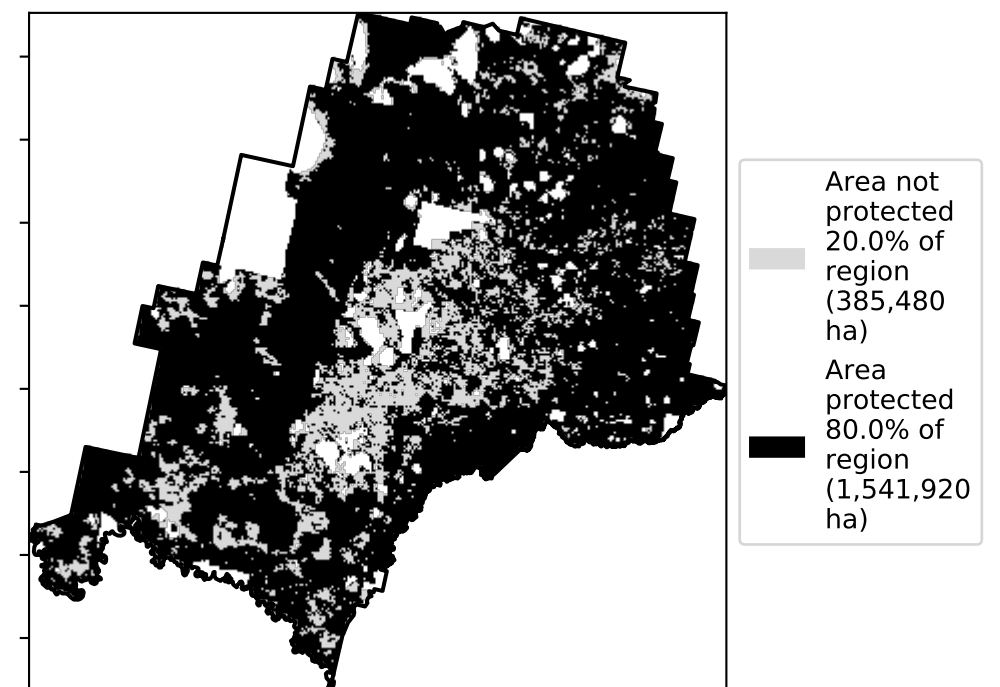 Area not
protected
20.0% of
region
(385,480
ha)
Area
protected
80.0% of
region
(1,541,920
ha)